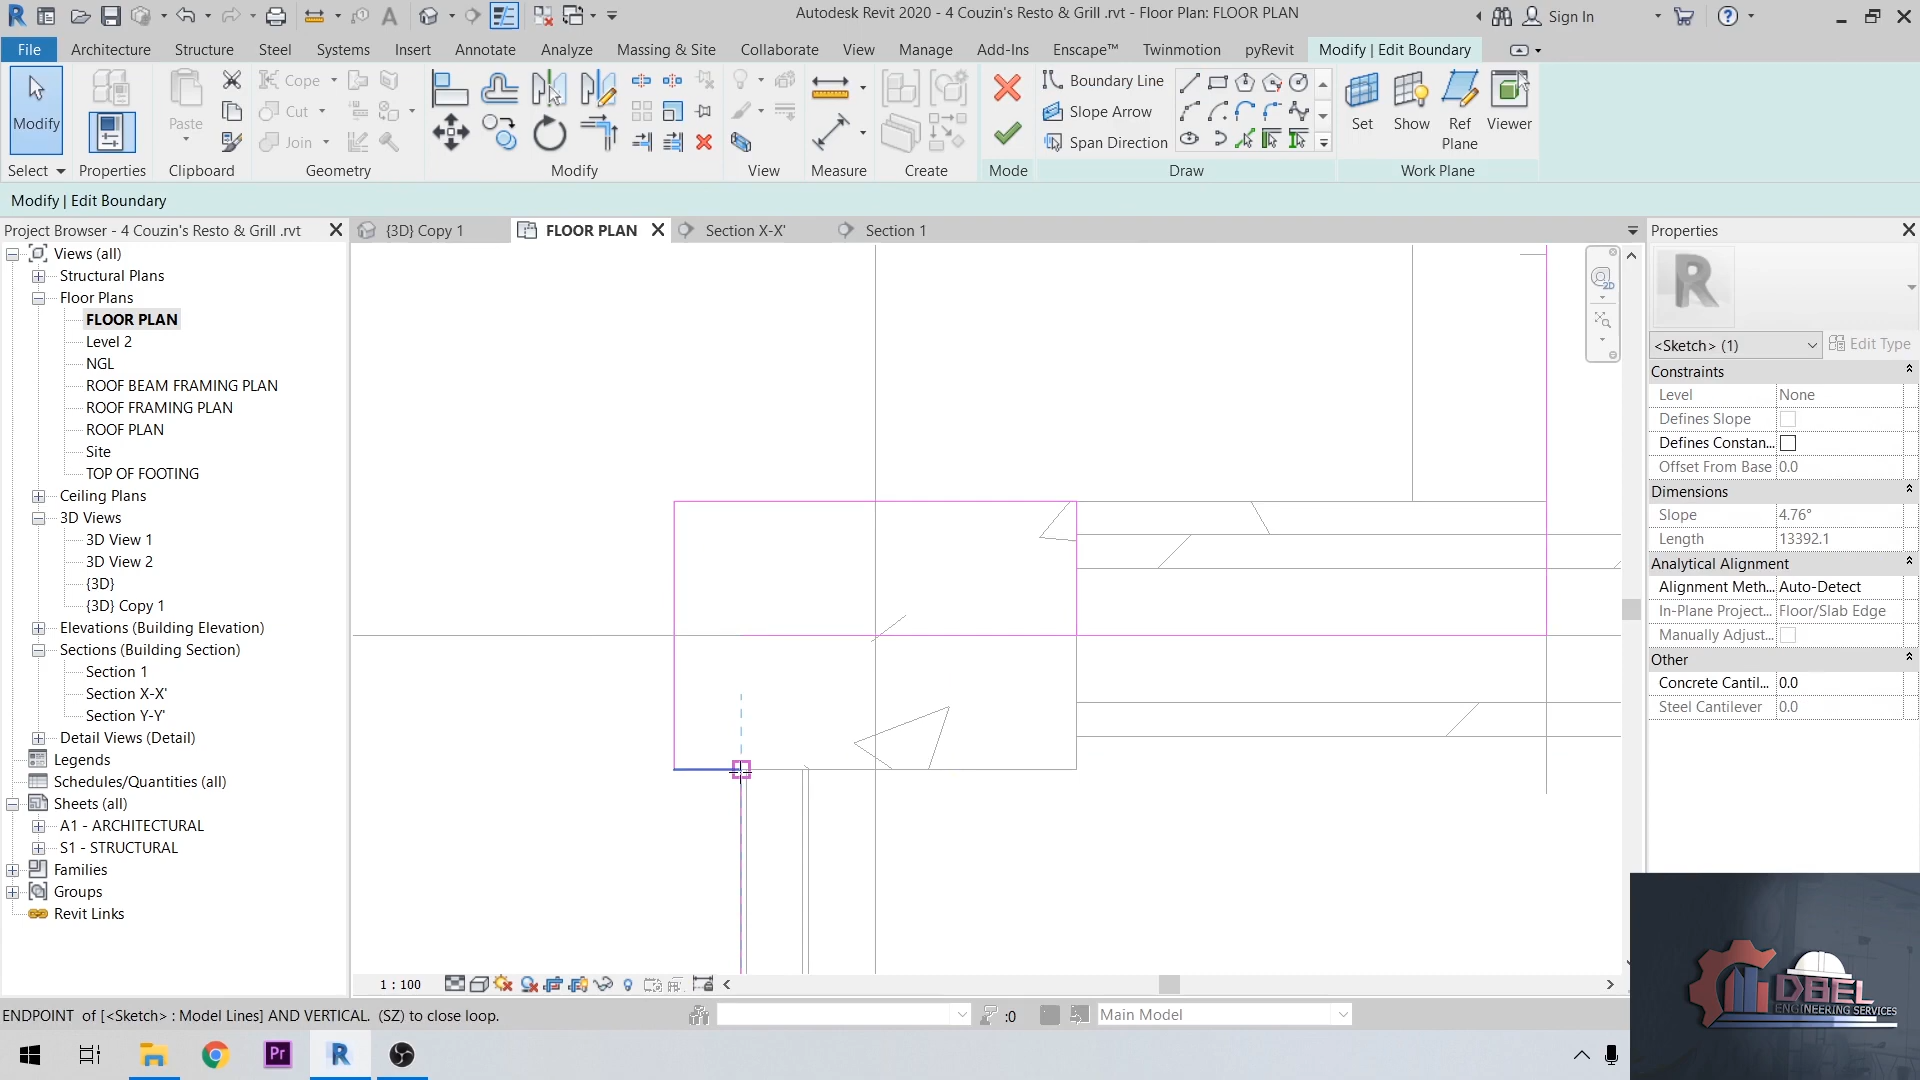 Autodesk Revit 2020 - 4 Couzin's Resto & Grill .rvt - Floor Plan: FLOOR PLAN
Sign In
File
Architecture
Structure
Steel
Systems
Insert
Annotate
Analyze
Massing & Site
Collaborate
View
Manage
Add-Ins
Enscape™
Twinmotion
pyRevit
Modify | Edit Boundary
Modify
Paste
Cope
Cut
Join
Boundary Line
Slope Arrow
Span Direction
Set
Show
Ref
Plane
Viewer
Select
Properties
Clipboard
Geometry
Modify
View
Measure
Create
Mode
Draw
Work Plane
Modify | Edit Boundary
Project Browser - 4 Couzin's Resto & Grill .rvt
{3D} Copy 1
FLOOR PLAN
Section X-X'
Section 1
Properties
Views (all)
Structural Plans
Floor Plans
FLOOR PLAN
Level 2
NGL
ROOF BEAM FRAMING PLAN
ROOF FRAMING PLAN
ROOF PLAN
Site
TOP OF FOOTING
Ceiling Plans
3D Views
3D View 1
3D View 2
{3D}
{3D} Copy 1
Elevations (Building Elevation)
Sections (Building Section)
Section 1
Section X-X'
Section Y-Y'
Detail Views (Detail)
Legends
Schedules/Quantities (all)
Sheets (all)
A1 - ARCHITECTURAL
S1 - STRUCTURAL
Families
Groups
Revit Links
2D
R
<Sketch> (1)
Edit Type
Constraints
Level None
Defines Slope
Defines Constan...
Offset From Base 0.0
Dimensions
Slope 4.76°
Length 13392.1
Analytical Alignment
Alignment Meth... Auto-Detect
In-Plane Project... Floor/Slab Edge
Manually Adjust...
Other
Concrete Cantil... 0.0
Steel Cantilever 0.0
1 : 100
ENDPOINT of [<Sketch> : Model Lines] AND VERTICAL. (SZ) to close loop.
:0
Main Model
Pr
R
DBEL
ENGINEERING SERVICES